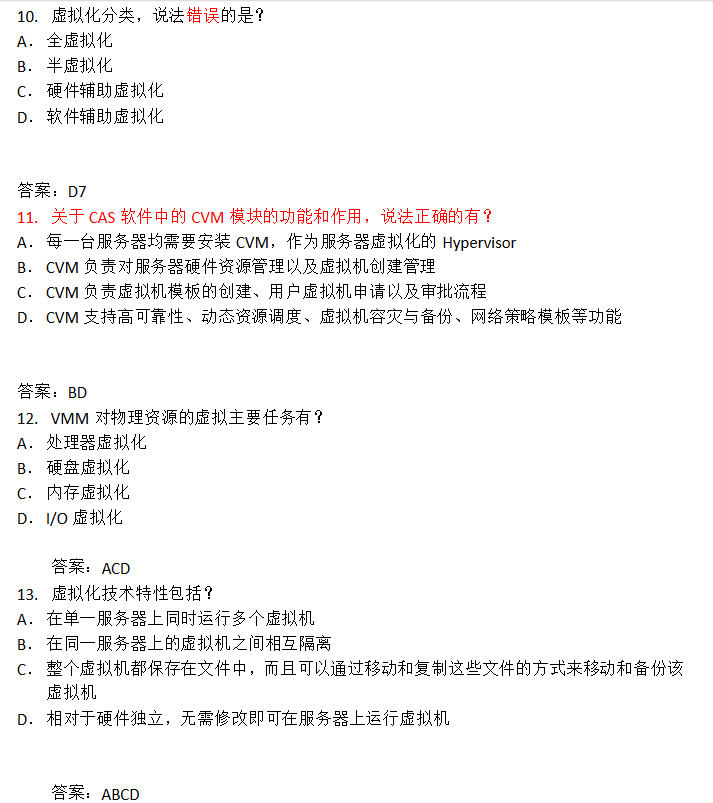 10. 虚拟化分类，说法错误的是？
A. 全虚拟化
B. 半虚拟化
C. 硬件辅助虚拟化
D. 软件辅助虚拟化
答案：D7
11. 关于 CAS 软件中的 CVM 模块的功能和作用，说法正确的有？
A. 每一台服务器均需要安装 CVM，作为服务器虚拟化的 Hypervisor
B. CVM 负责对服务器硬件资源管理以及虚拟机创建管理
C. CVM 负责虚拟机模板的创建、用户虚拟机申请以及审批流程
D. CVM 支持高可靠性、动态资源调度、虚拟机容灾与备份、网络策略模板等功能
答案：BD
12. VMM 对物理资源的虚拟主要任务有？
A. 处理器虚拟化
B. 硬盘虚拟化
C. 内存虚拟化
D. I/O 虚拟化
答案：ACD
13. 虚拟化技术特性包括？
A. 在单一服务器上同时运行多个虚拟机
B. 在同一服务器上的虚拟机之间相互隔离
C. 整个虚拟机都保存在文件中，而且可以通过移动和复制这些文件的方式来移动和备份该
虚拟机
D. 相对于硬件独立，无需修改即可在服务器上运行虚拟机
答案：ABCD